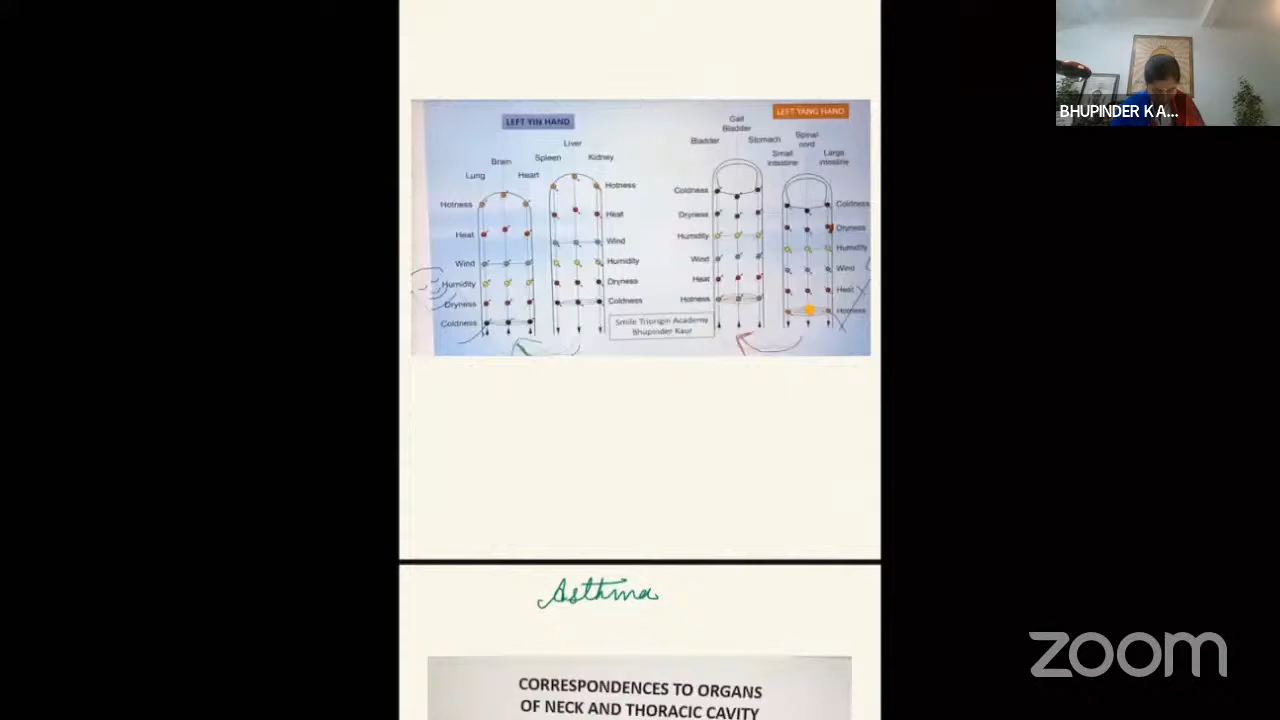 BHUPINDER K A...
LEFT YIN HAND
LEFT YANG HAND
Lung
Brain
Heart
Spleen
Liver
Kidney
Hotness
Heat
Wind
Humidity
Dryness
Coldness
Hotness
Heat
Wind
Humidity
Dryness
Coldness
Bladder
Gall
Bladder
Stomach
Small
intestine
Spinal
cord
Large
intestine
Coldness
Dryness
Humidity
Wind
Heat
Hotness
Coldness
Dryness
Humidity
Wind
Heat
Hotness
Smile Triorigin Academy
Bhupinder Kaur
Asthma
CORRESPONDENCES TO ORGANS
OF NECK AND THORACIC CAVITY
zoom